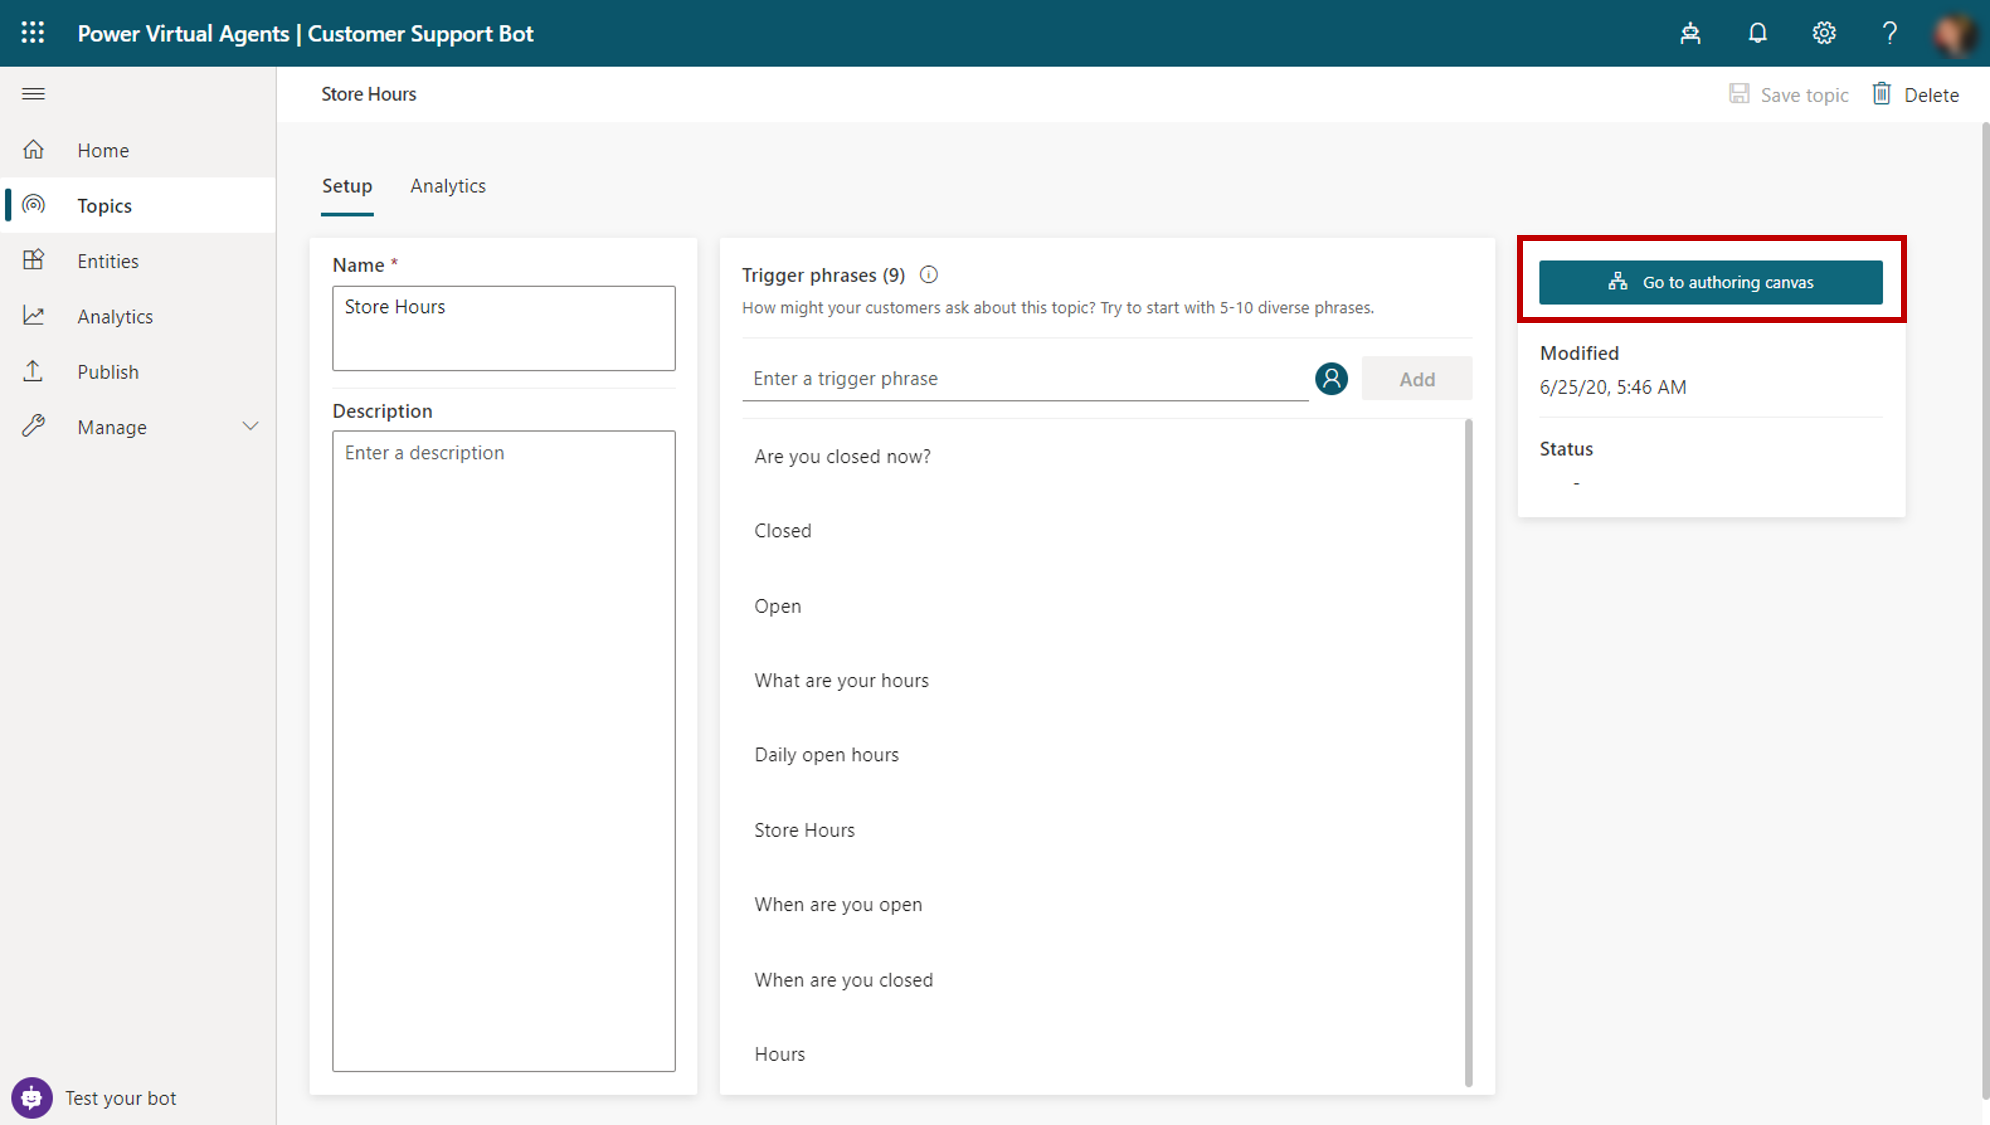 Power Virtual Agents | Customer Support Bot
Store Hours
Save topic
Delete
Home
Topics
Entities
Analytics
Publish
Manage
Test your bot
Setup
Analytics
Name *
Store Hours
Description
Enter a description
Trigger phrases (9)
How might your customers ask about this topic? Try to start with 5-10 diverse phrases.
Enter a trigger phrase
Add
Are you closed now?
Closed
Open
What are your hours
Daily open hours
Store Hours
When are you open
When are you closed
Hours
Go to authoring canvas
Modified
6/25/20, 5:46 AM
Status
-